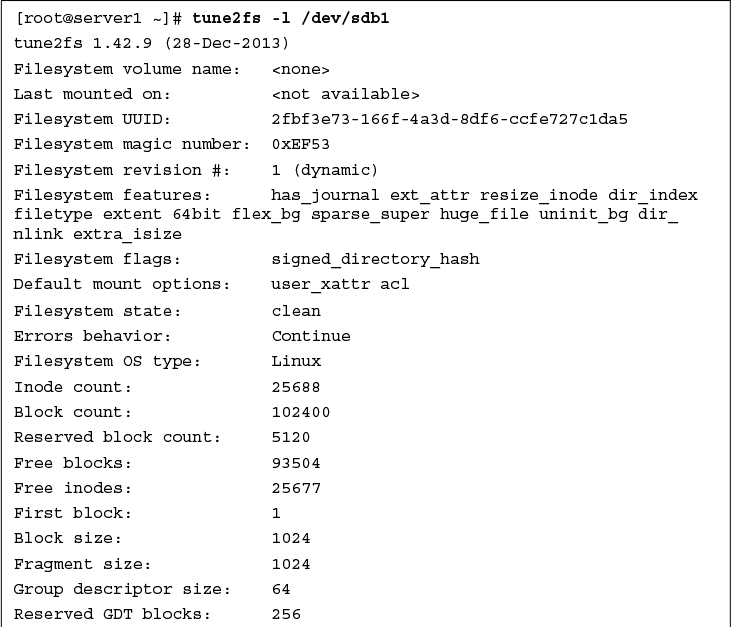 [root@server1 ~]# tune2fs -l /dev/sdb1
tune2fs 1.42.9 (28-Dec-2013)
Filesystem volume name:   <none>
Last mounted on:          <not available>
Filesystem UUID:          2fbf3e73-166f-4a3d-8df6-ccfe727c1da5
Filesystem magic number:  0xEF53
Filesystem revision #:    1 (dynamic)
Filesystem features:      has_journal ext_attr resize_inode dir_index
filetype extent 64bit flex_bg sparse_super huge_file uninit_bg dir_
nlink extra_isize
Filesystem flags:         signed_directory_hash
Default mount options:    user_xattr acl
Filesystem state:         clean
Errors behavior:          Continue
Filesystem OS type:       Linux
Inode count:              25688
Block count:              102400
Reserved block count:     5120
Free blocks:              93504
Free inodes:              25677
First block:              1
Block size:               1024
Fragment size:            1024
Group descriptor size:    64
Reserved GDT blocks:      256